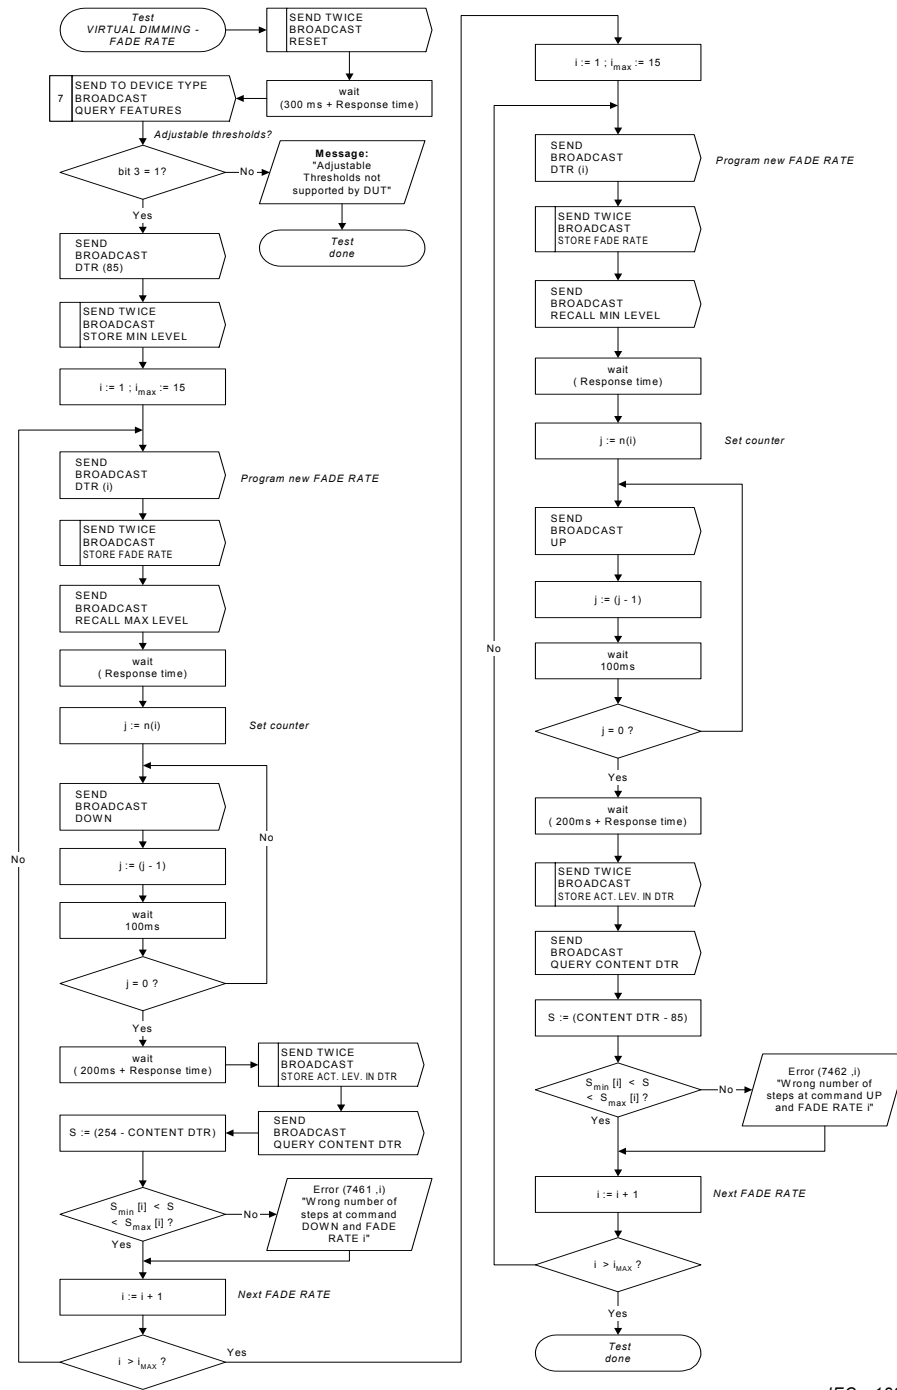 Test
VIRTUAL DIMMING -
FADE RATE
SEND TWICE
BROADCAST
RESET
wait
(300 ms + Response time)
7
SEND TO DEVICE TYPE
BROADCAST
QUERY FEATURES
Adjustable thresholds?
bit 3 = 1?
No
Message:
"Adjustable
Thresholds not
supported by DUT"
Test
done
Yes
SEND
BROADCAST
DTR (85)
SEND TWICE
BROADCAST
STORE MIN LEVEL
i := 1 ; imax := 15
SEND
BROADCAST
DTR (i)
Program new FADE RATE
SEND TWICE
BROADCAST
STORE FADE RATE
SEND
BROADCAST
RECALL MAX LEVEL
wait
( Response time)
j := n(i)
Set counter
SEND
BROADCAST
DOWN
No
No
j := (j - 1)
wait
100ms
j = 0 ?
Yes
wait
( 200ms + Response time)
SEND TWICE
BROADCAST
STORE ACT. LEV. IN DTR
SEND
BROADCAST
QUERY CONTENT DTR
S := (254 - CONTENT DTR)
Smin [i] < S
< Smax [i] ?
No
Error (7461 ,i)
"Wrong number of
steps at command
DOWN and FADE
RATE i"
Yes
i := i + 1
Next FADE RATE
i > iMAX ?
Yes
i := 1 ; imax := 15
SEND
BROADCAST
DTR (i)
Program new FADE RATE
SEND TWICE
BROADCAST
STORE FADE RATE
SEND
BROADCAST
RECALL MIN LEVEL
wait
( Response time)
j := n(i)
Set counter
SEND
BROADCAST
UP
j := (j - 1)
No
wait
100ms
j = 0 ?
Yes
wait
( 200ms + Response time)
SEND TWICE
BROADCAST
STORE ACT. LEV. IN DTR
SEND
BROADCAST
QUERY CONTENT DTR
S := (CONTENT DTR - 85)
Smin [i] < S
< Smax [i] ?
No
Error (7462 ,i)
"Wrong number of
steps at command UP
and FADE RATE i"
Yes
i := i + 1
Next FADE RATE
i > iMAX ?
Yes
Test
done